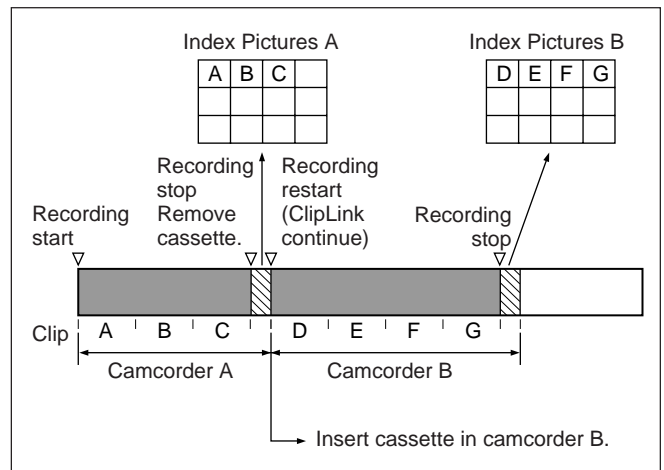 Index Pictures A
Index Pictures B
A B C
D E F G
Recording
start
Recording
stop
Remove
cassette.
Recording
restart
(ClipLink
continue)
Recording
stop
Clip A B C D E F G
Camcorder A
Camcorder B
Insert cassette in camcorder B.